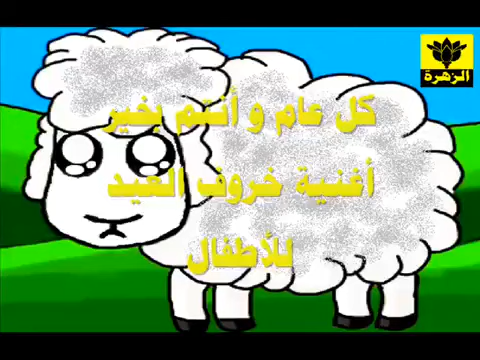 الزهرة
كل عام و أنتم بخير
أغنية خروف العيد
للأطفال